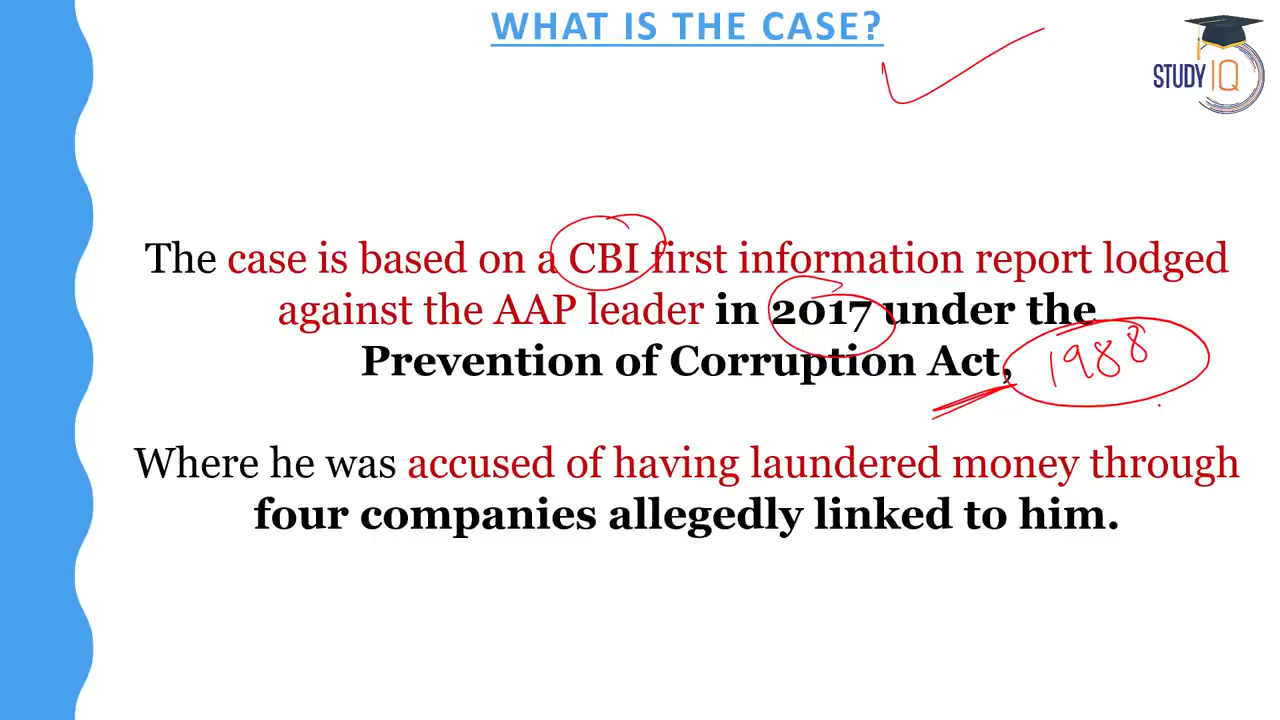 WHAT IS THE CASE?
STUDY IQ
The case is based on a CBI first information report lodged
against the AAP leader in 2017 under the
Prevention of Corruption Act,
1988
Where he was accused of having laundered money through
four companies allegedly linked to him.